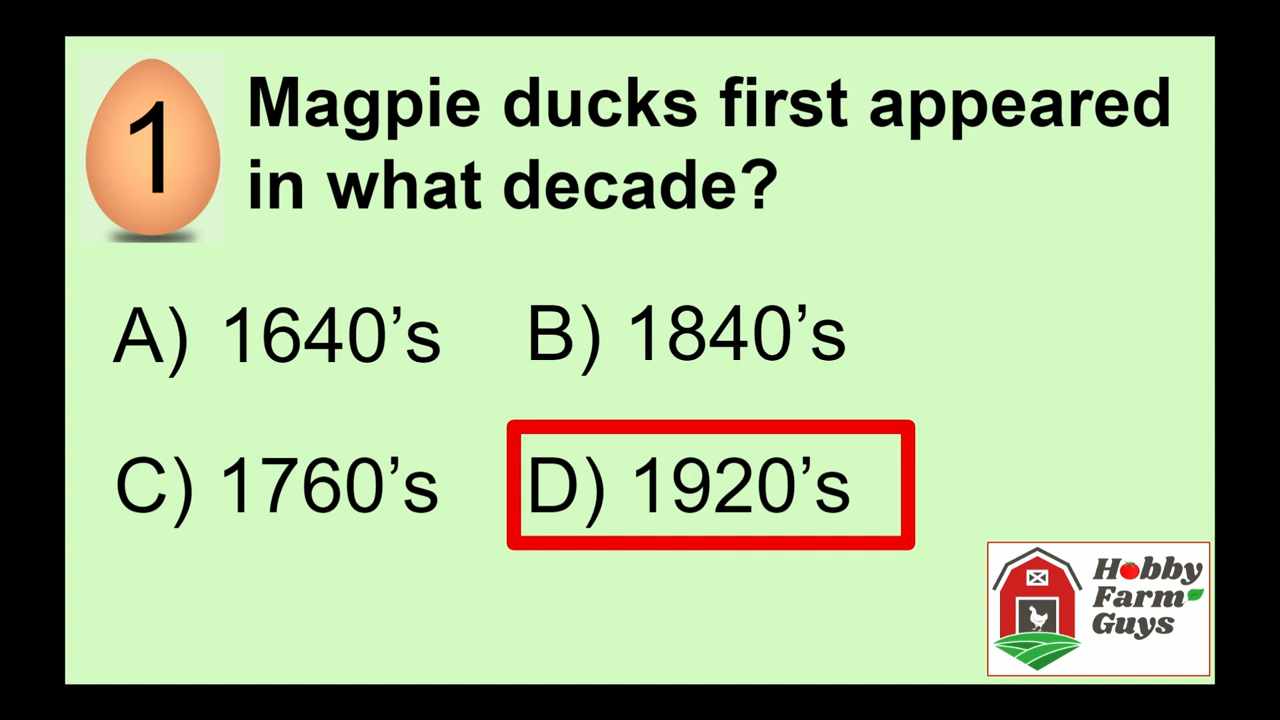 1
Magpie ducks first appeared
in what decade?
A) 1640’s
B) 1840’s
C) 1760’s
D) 1920’s
Hobby
Farm
Guys